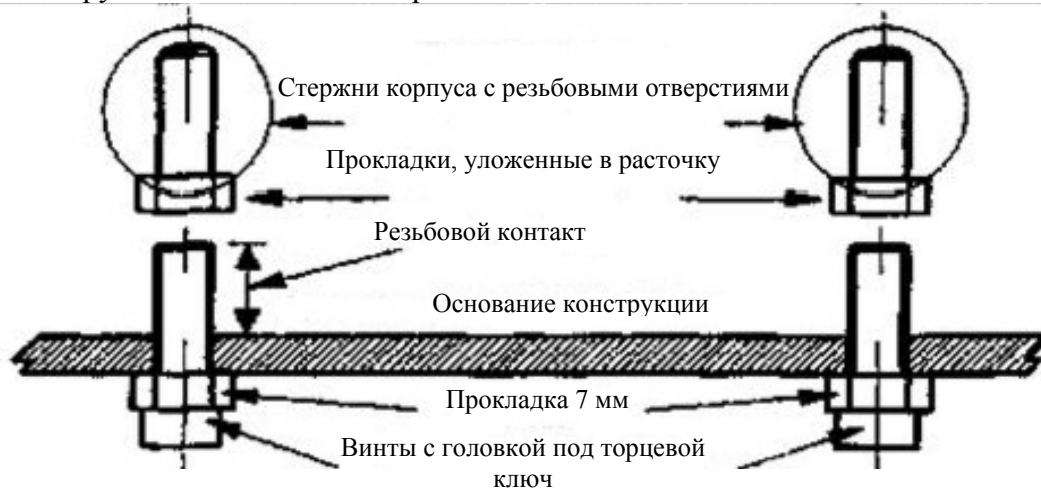 Стержни корпуса с резьбовыми отверстиями
Прокладки, уложенные в расточку
Резьбовой контакт
Основание конструкции
Прокладка 7 мм
Винты с головкой под торцевой
ключ